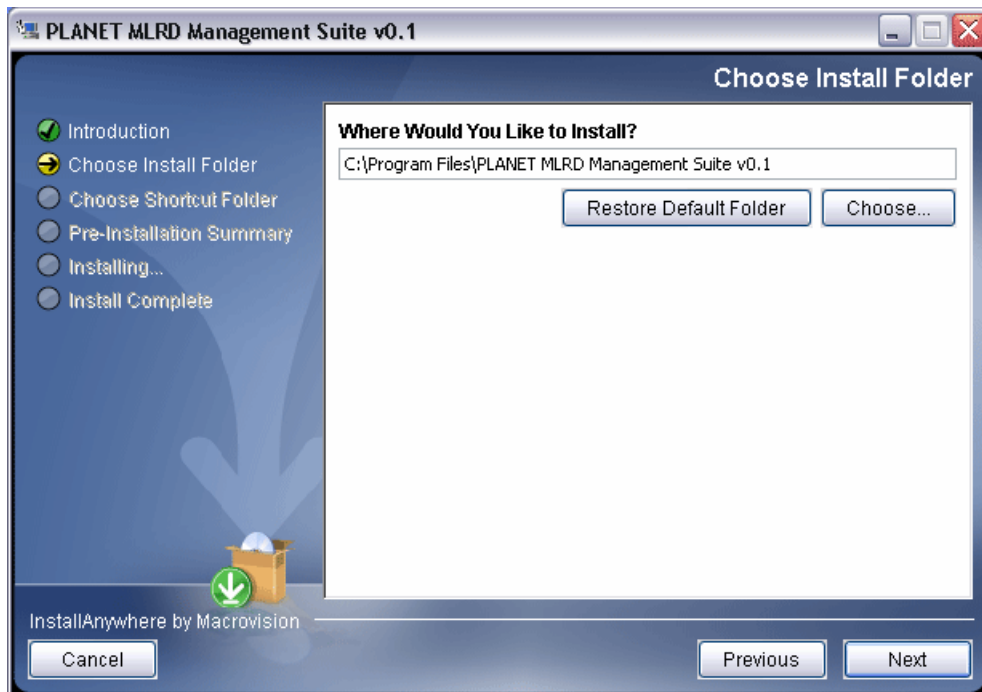 PLANET MLRD Management Suite v0.1
Choose Install Folder
Introduction
Choose Install Folder
Choose Shortcut Folder
Pre-Installation Summary
Installing...
Install Complete
Where Would You Like to Install?
C:\Program Files\PLANET MLRD Management Suite v0.1
Restore Default Folder
Choose...
InstallAnywhere by Macrovision
Cancel
Previous
Next